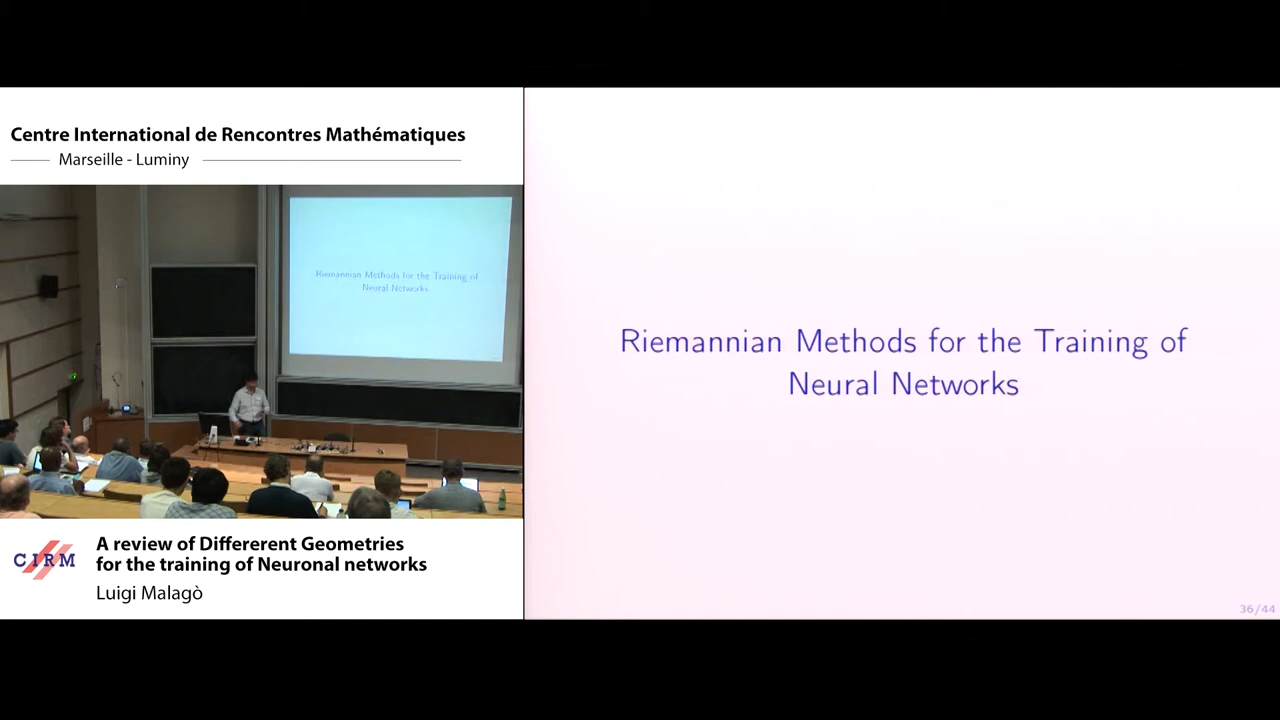 Centre International de Rencontres Mathématiques
Marseille - Luminy
Riemannian Methods for the Training of
Neural Networks
CIRM
A review of Differerent Geometries
for the training of Neuronal networks
Luigi Malagò
Riemannian Methods for the Training of
Neural Networks
36/44